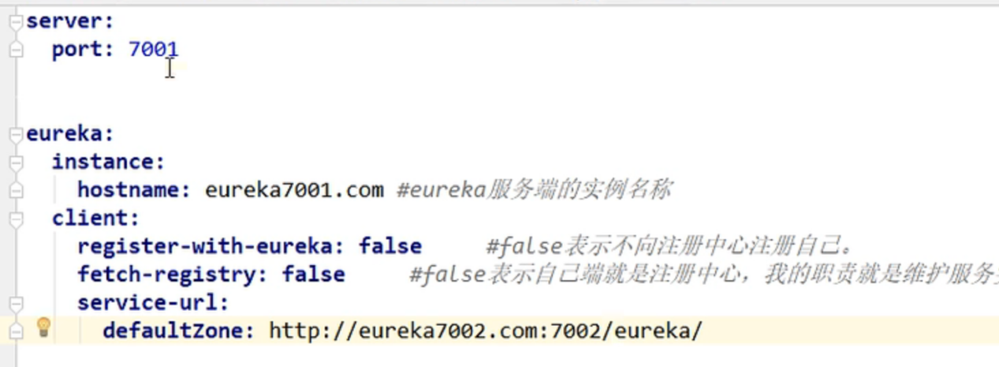 server:
port: 7001
eureka:
instance:
hostname: eureka7001.com #eureka服务端的实例名称
client:
register-with-eureka: false #false表示不向注册中心注册自己。
fetch-registry: false #false表示自己端就是注册中心，我的职责就是维护服务
service-url:
defaultZone: http://eureka7002.com:7002/eureka/